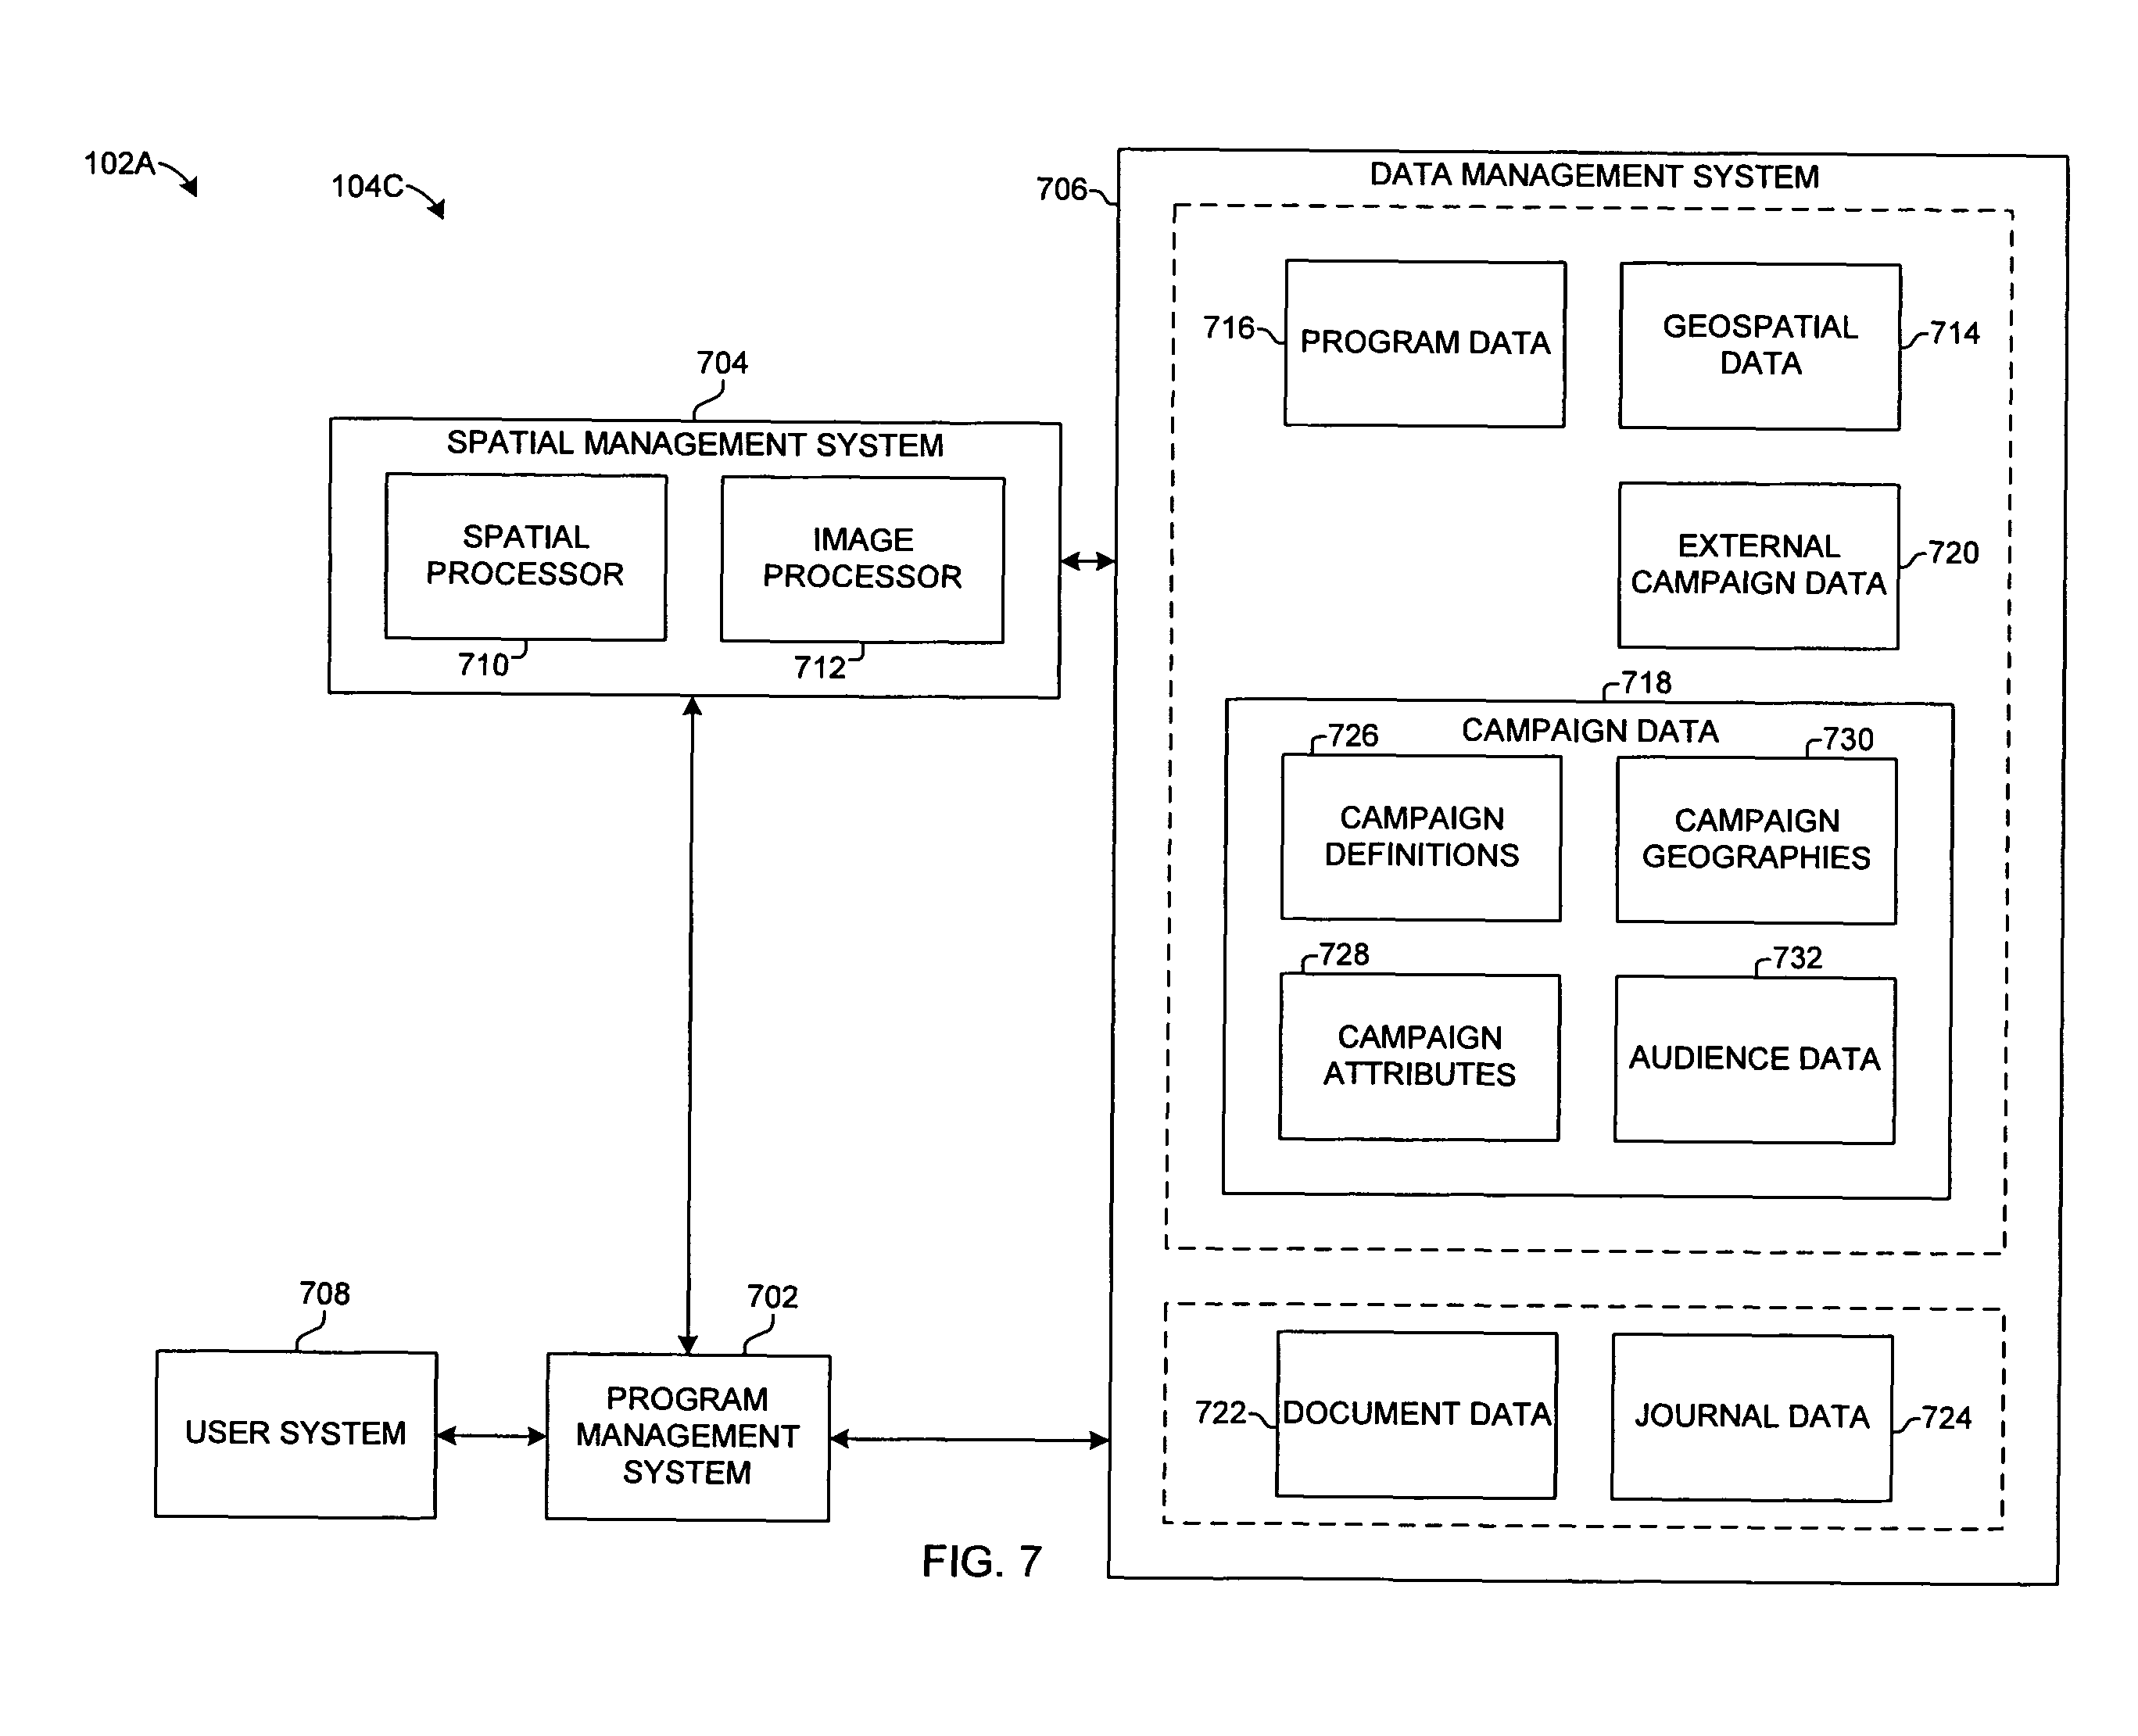 102A
104C
706
DATA MANAGEMENT SYSTEM
716
PROGRAM DATA
GEOSPATIAL
DATA
714
704
SPATIAL MANAGEMENT SYSTEM
SPATIAL
PROCESSOR
710
IMAGE
PROCESSOR
712
EXTERNAL
CAMPAIGN DATA
720
718
CAMPAIGN DATA
726
CAMPAIGN
DEFINITIONS
730
CAMPAIGN
GEOGRAPHIES
728
CAMPAIGN
ATTRIBUTES
732
AUDIENCE DATA
708
USER SYSTEM
702
PROGRAM
MANAGEMENT
SYSTEM
722
DOCUMENT DATA
JOURNAL DATA
724
FIG. 7